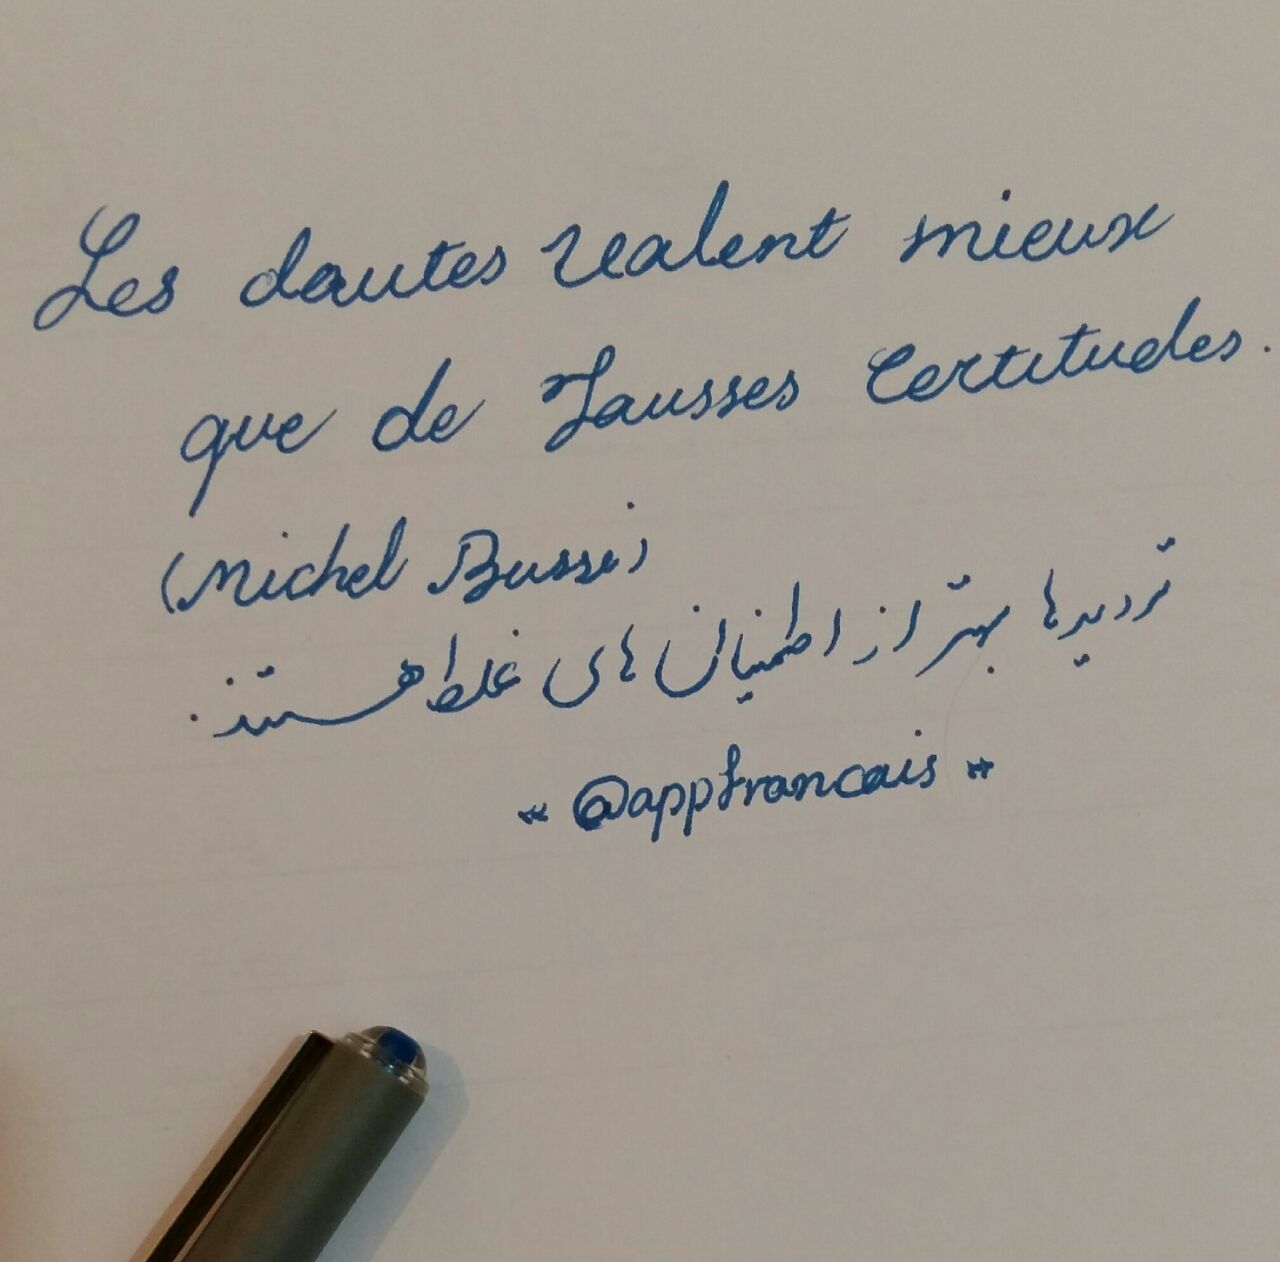 Les doutes valent mieux
que de fausses certitudes.
(Michel Bussi)
تردیدها بهتر از اطمینان های غلط هستند.
"@appfrancais"